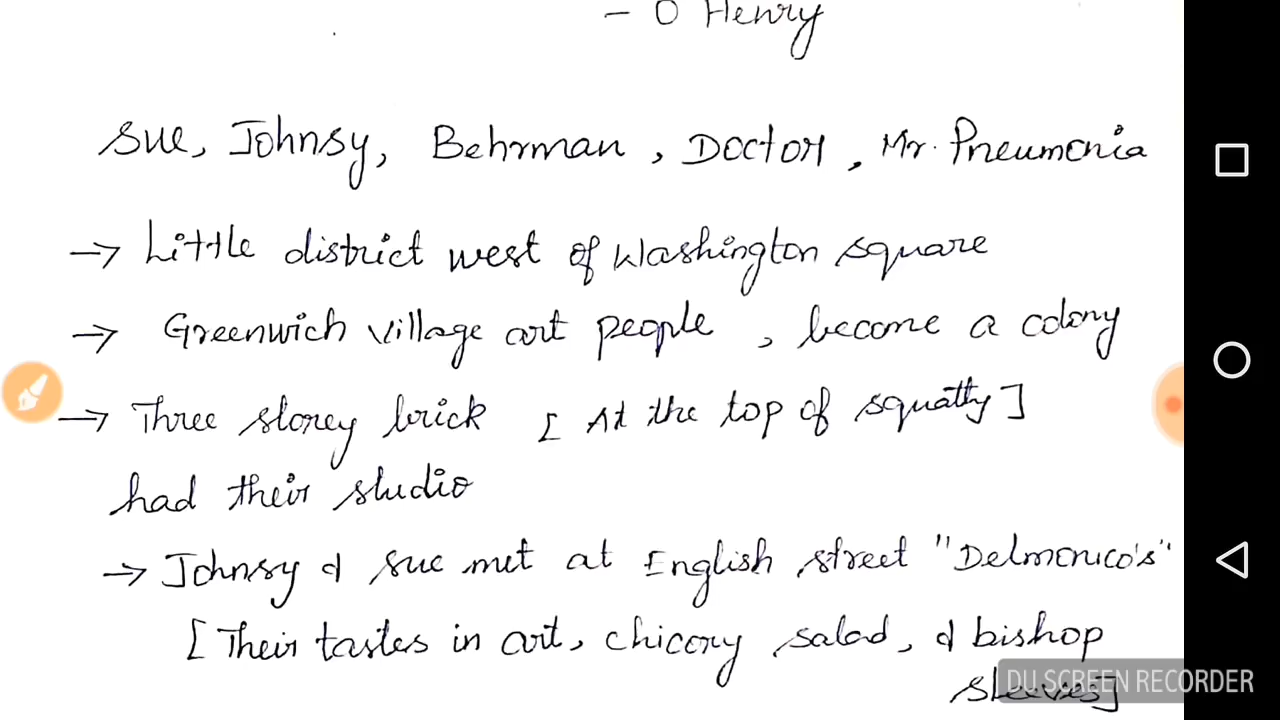 - O Henry
Sue, Johnsy, Behrman, Doctor, Mr. Pneumonia
→ Little district west of Washington square
→ Greenwich village art people, become a colony
→ Three storey brick [At the top of squatty]
had their studio
→ Johnsy & sue met at English street "Delmonico's"
[Their tastes in art, chicory salad, & bishop
sleeves]
DU SCREEN RECORDER